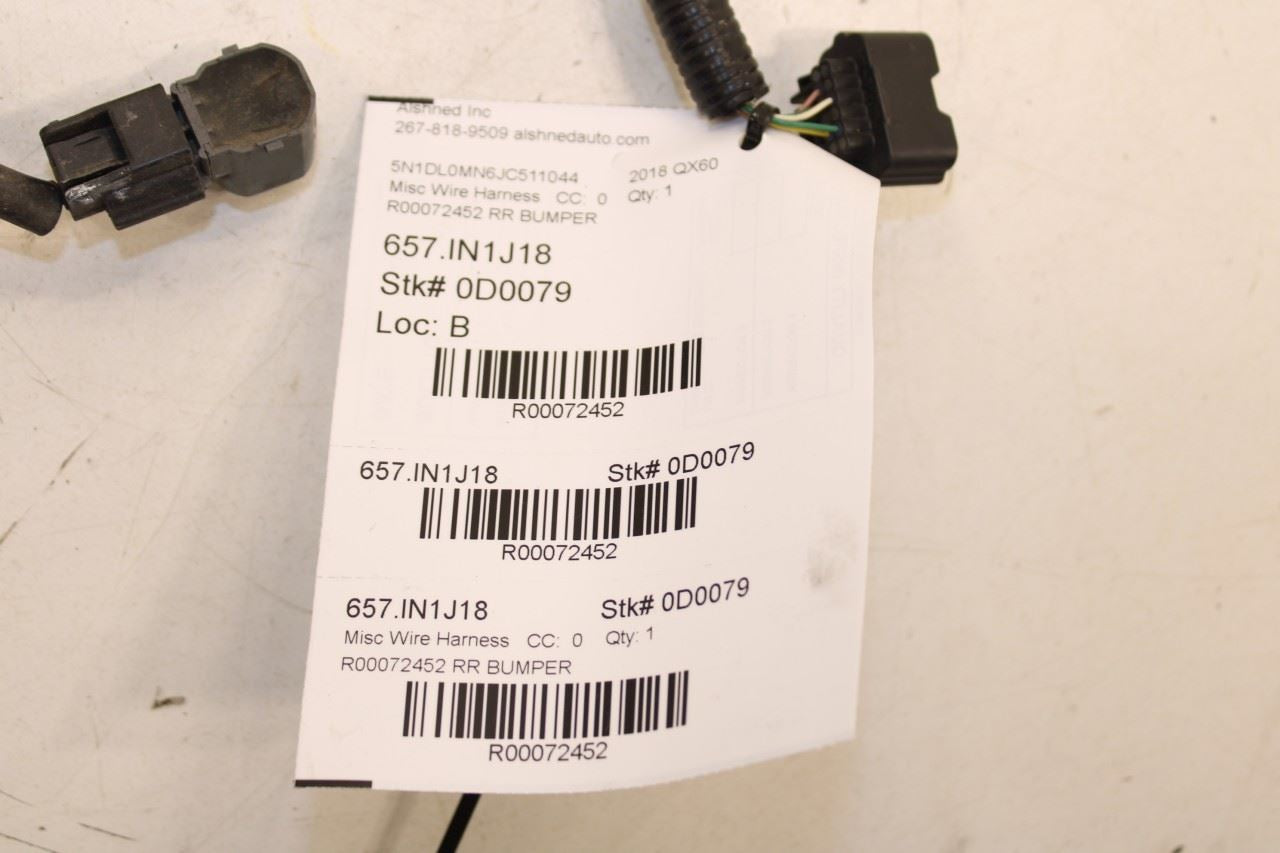 Alshned Inc
267-818-9509 alshnedauto.com
5N1DL0MN6JC511044 2018 QX60
Misc Wire Harness CC: 0 Qty: 1
R00072452 RR BUMPER
657.IN1J18
Stk# 0D0079
Loc: B
R00072452
657.IN1J18 Stk# 0D0079
R00072452
657.IN1J18 Stk# 0D0079
Misc Wire Harness CC: 0 Qty: 1
R00072452 RR BUMPER
R00072452